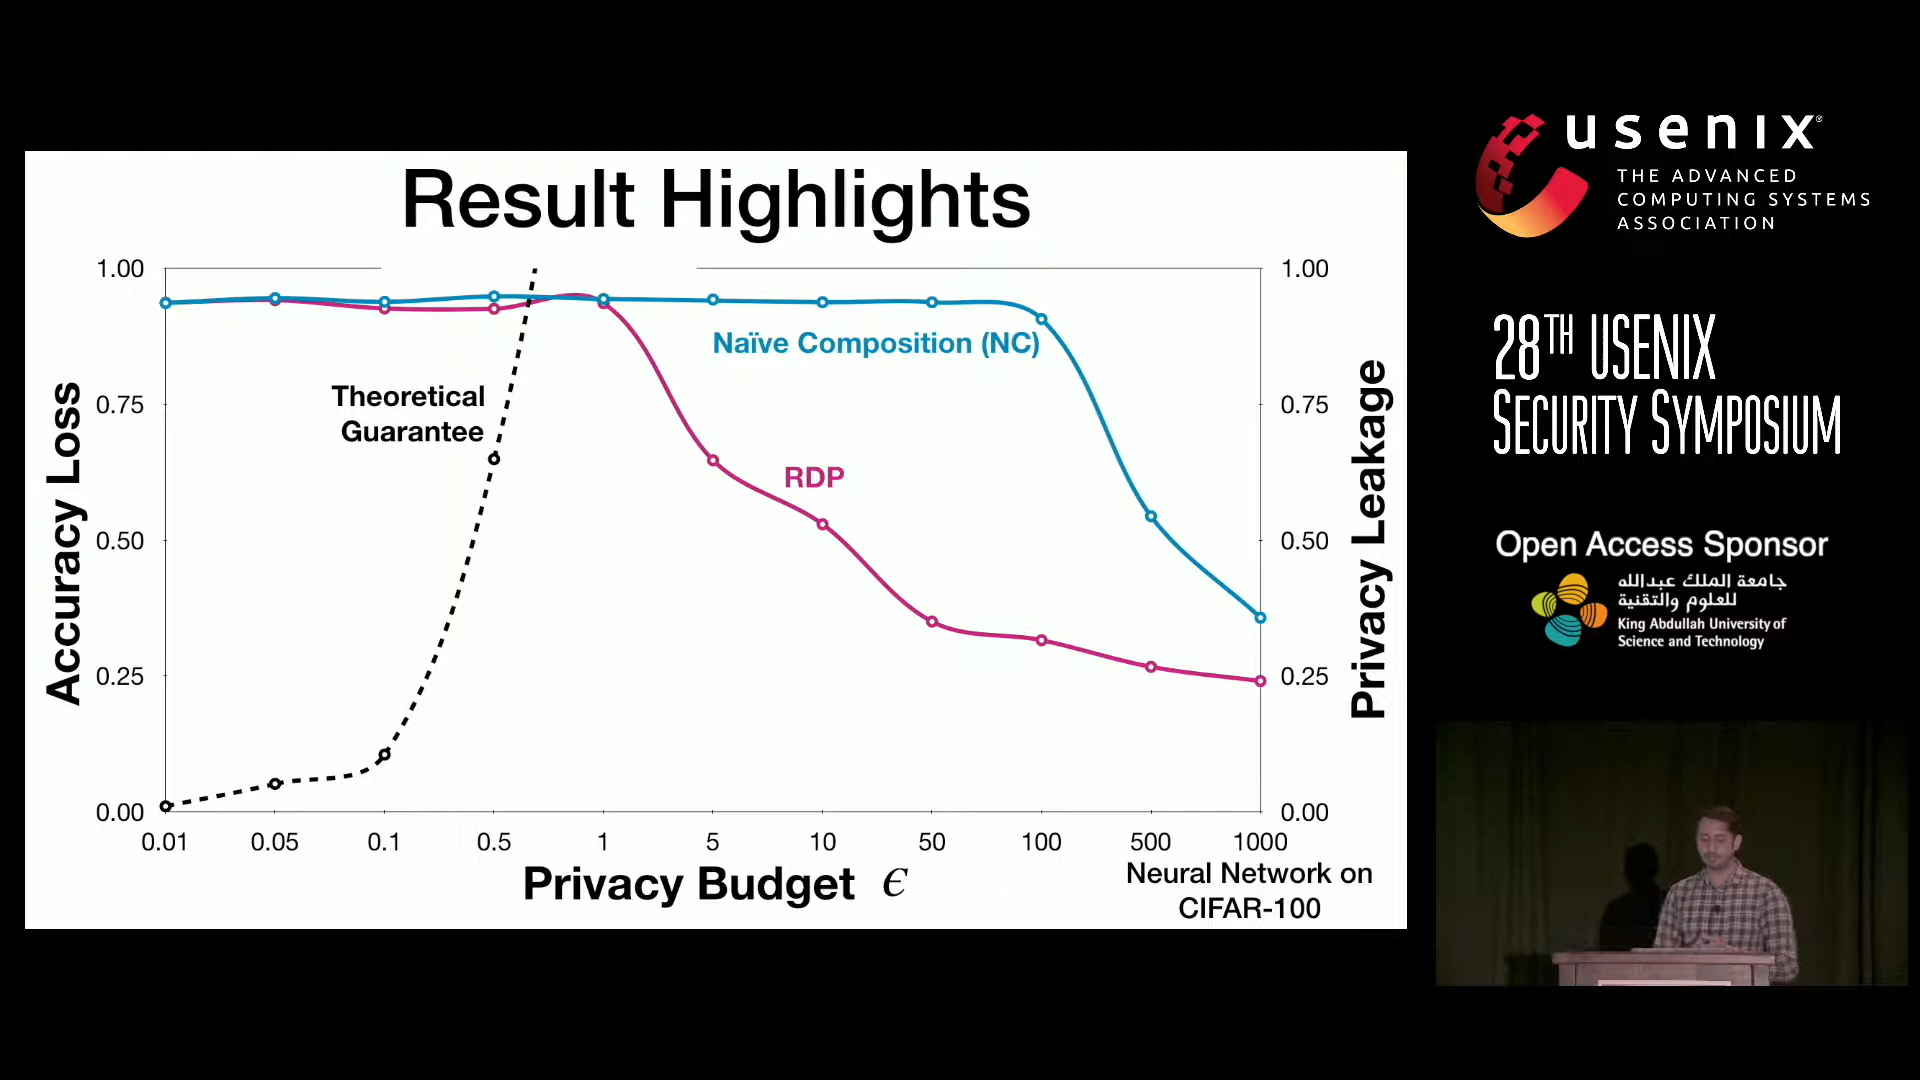 Result Highlights
1.00
0.75
0.50
0.25
0.00
Accuracy Loss
Theoretical
Guarantee
Naïve Composition (NC)
RDP
1.00
0.75
0.50
0.25
0.00
Privacy Leakage
0.01 0.05 0.1 0.5 1 5 10 50 100 500 1000
Privacy Budget ϵ
Neural Network on
CIFAR-100
usenix®
THE ADVANCED
COMPUTING SYSTEMS
ASSOCIATION
28TH USENIX
SECURITY SYMPOSIUM
Open Access Sponsor
جامعة الملك عبدالله
للعلوم والتقنية
King Abdullah University of
Science and Technology